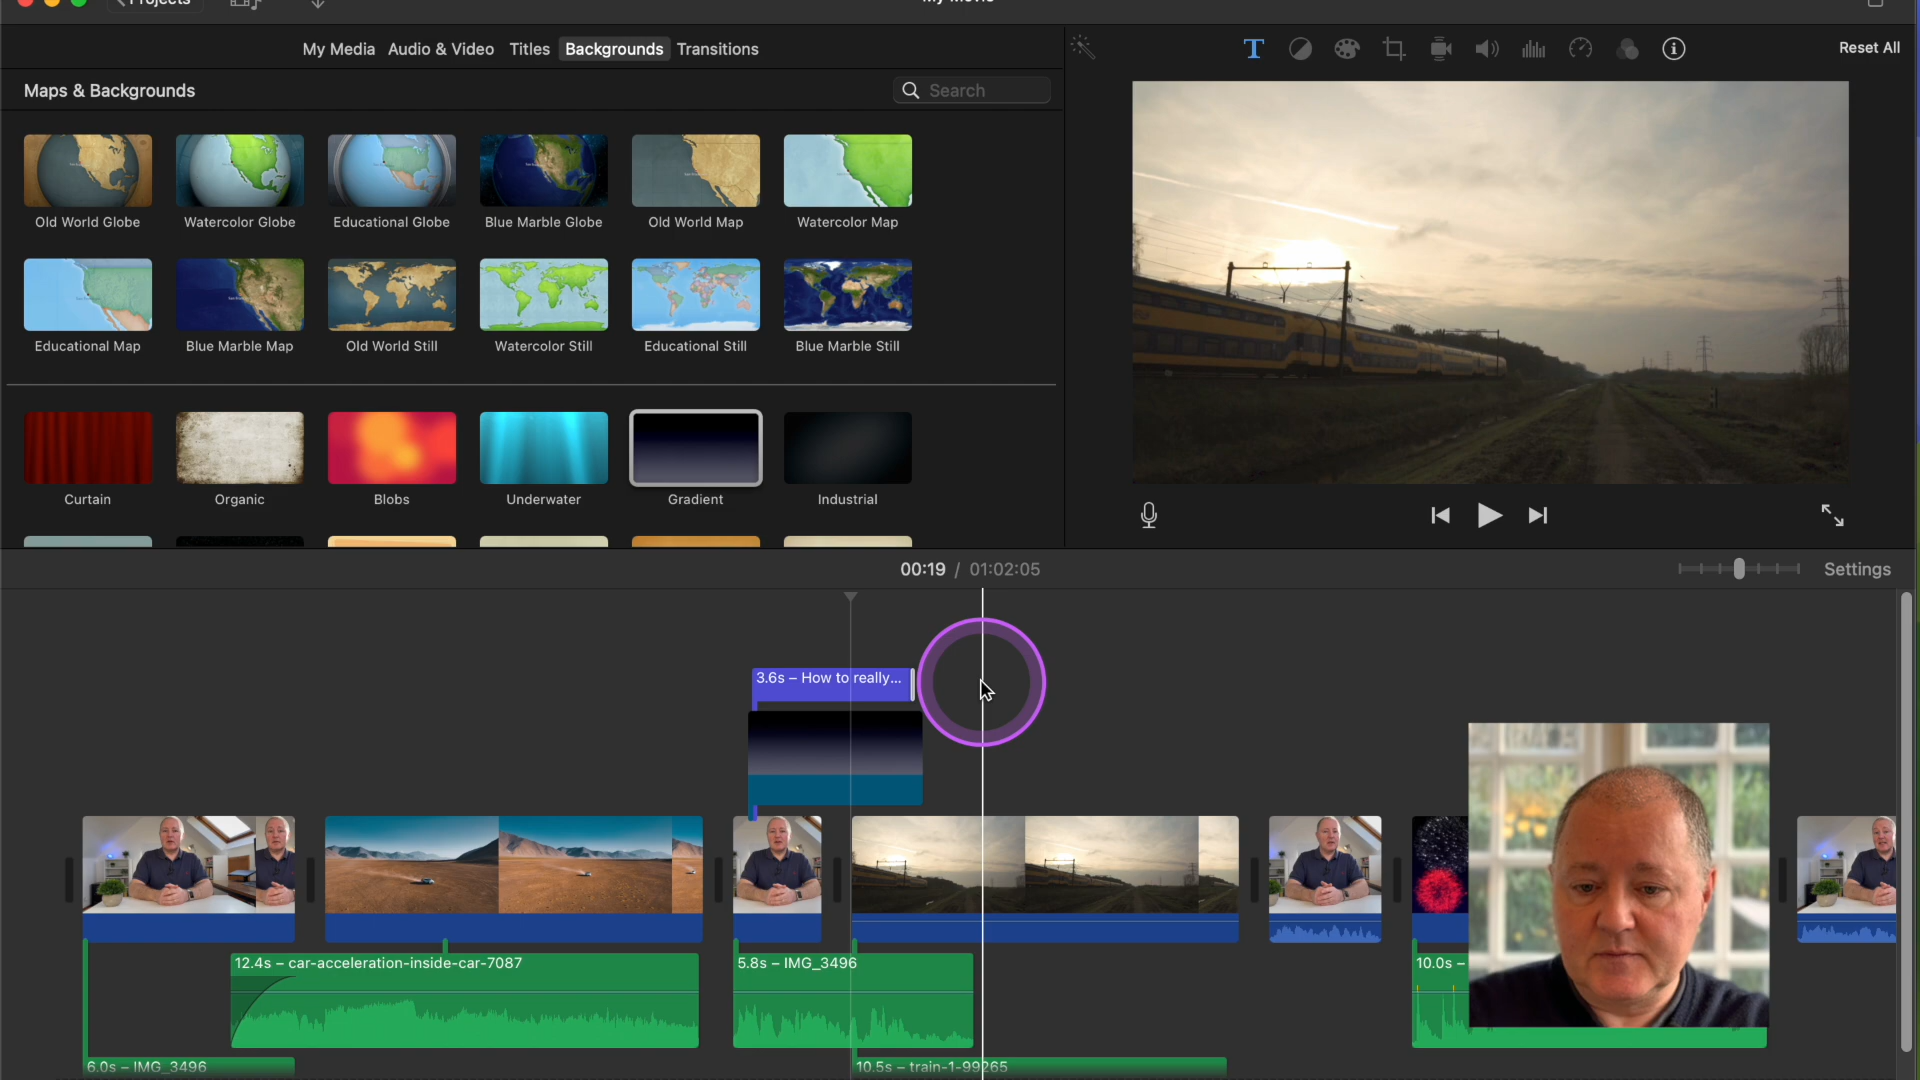 Projects
My Movie
My Media Audio & Video Titles Backgrounds Transitions
Reset All
Maps & Backgrounds
Search
Old World Globe Watercolor Globe Educational Globe Blue Marble Globe Old World Map Watercolor Map
Educational Map Blue Marble Map Old World Still Watercolor Still Educational Still Blue Marble Still
Curtain Organic Blobs Underwater Gradient Industrial
00:19 / 01:02:05
Settings
3.6s – How to really...
12.4s – car-acceleration-inside-car-7087
5.8s – IMG_3496
10.0s –
6.0s – IMG_3496
10.5s – train-1-99265